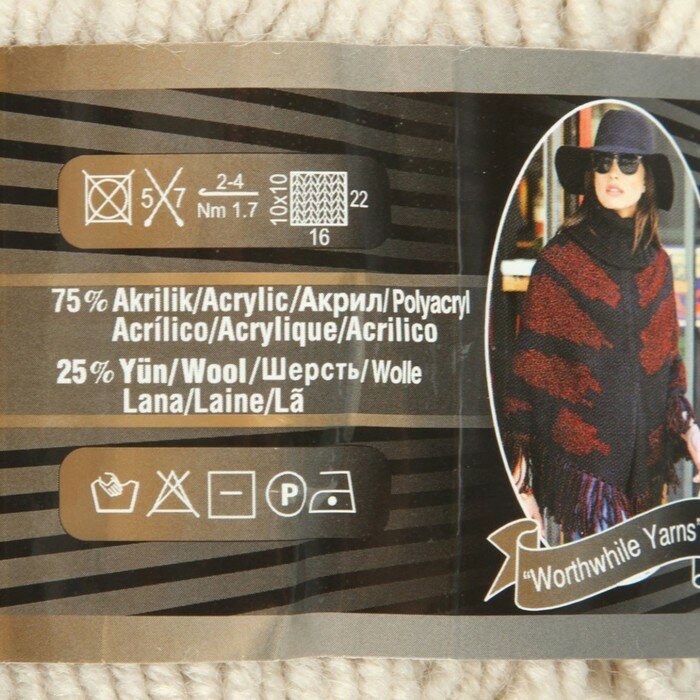 5 7
2-4
Nm 1.7
10x10
22
16
75% Akrilik/Acrylic/Акрил/Polyacryl
Acrílico/Acrylique/Acrilico
25% Yün/Wool/Шерсть/Wolle
Lana/Laine/Lã
P
"Worthwhile Yarns"